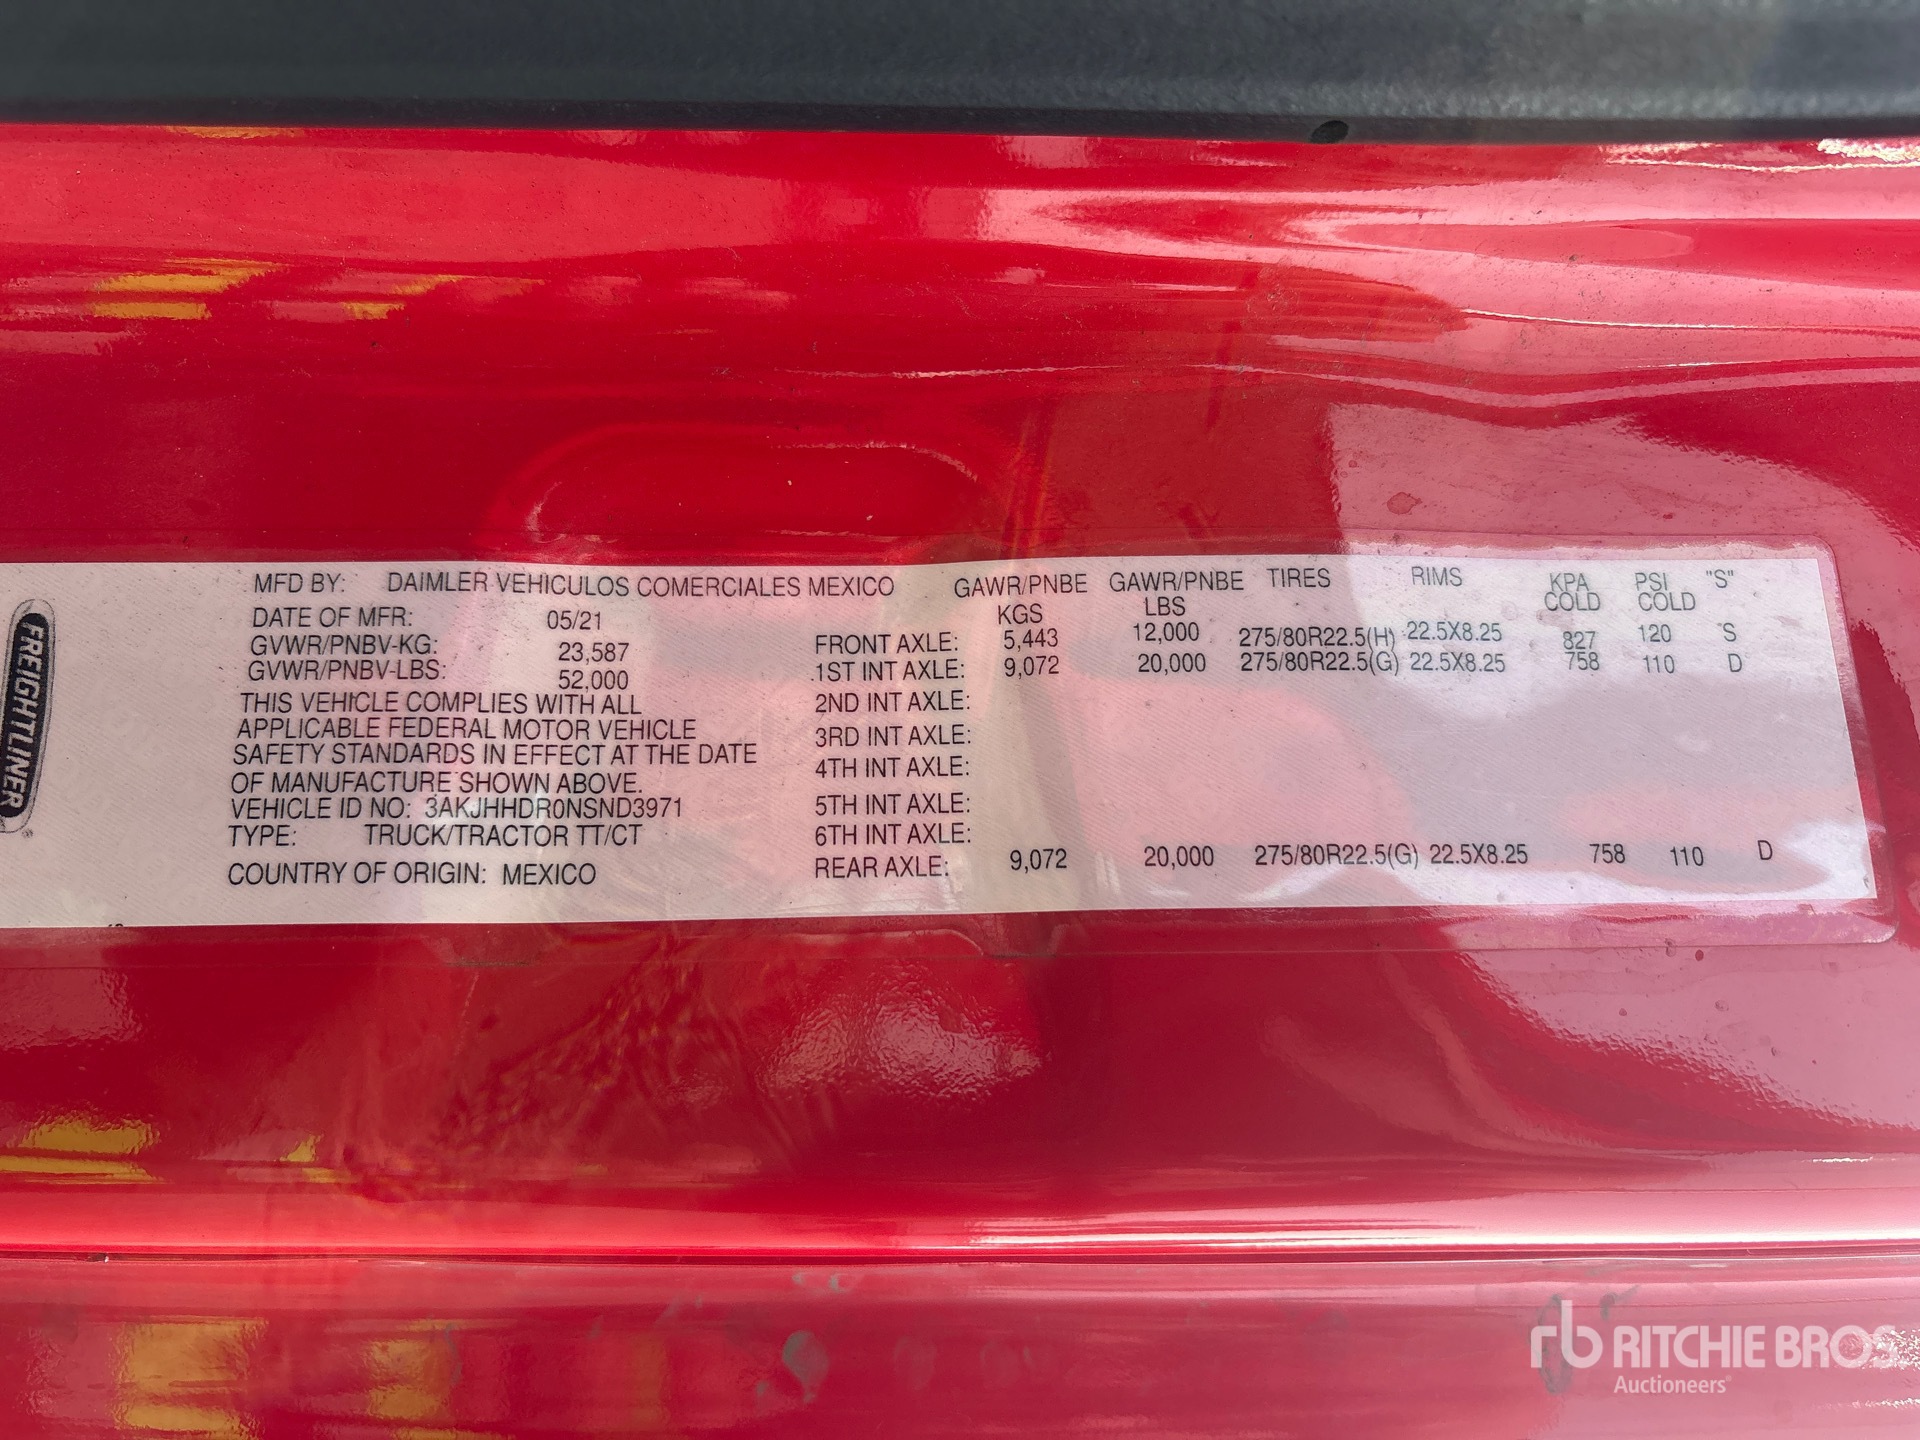 FREIGHTLINER
MFD BY: DAIMLER VEHICULOS COMERCIALES MEXICO
DATE OF MFR: 05/21
GVWR/PNBV-KG: 23,587
GVWR/PNBV-LBS: 52,000
THIS VEHICLE COMPLIES WITH ALL
APPLICABLE FEDERAL MOTOR VEHICLE
SAFETY STANDARDS IN EFFECT AT THE DATE
OF MANUFACTURE SHOWN ABOVE.
VEHICLE ID NO: 3AKJHHDR0NSND3971
TYPE: TRUCK/TRACTOR TT/CT
COUNTRY OF ORIGIN: MEXICO
GAWR/PNBE KGS GAWR/PNBE LBS TIRES RIMS KPA COLD PSI COLD "S"
FRONT AXLE: 5,443 12,000 275/80R22.5(H) 22.5X8.25 827 120 S
1ST INT AXLE: 9,072 20,000 275/80R22.5(G) 22.5X8.25 758 110 D
2ND INT AXLE:
3RD INT AXLE:
4TH INT AXLE:
5TH INT AXLE:
6TH INT AXLE:
REAR AXLE: 9,072 20,000 275/80R22.5(G) 22.5X8.25 758 110 D
rb RITCHIE BROS
Auctioneers